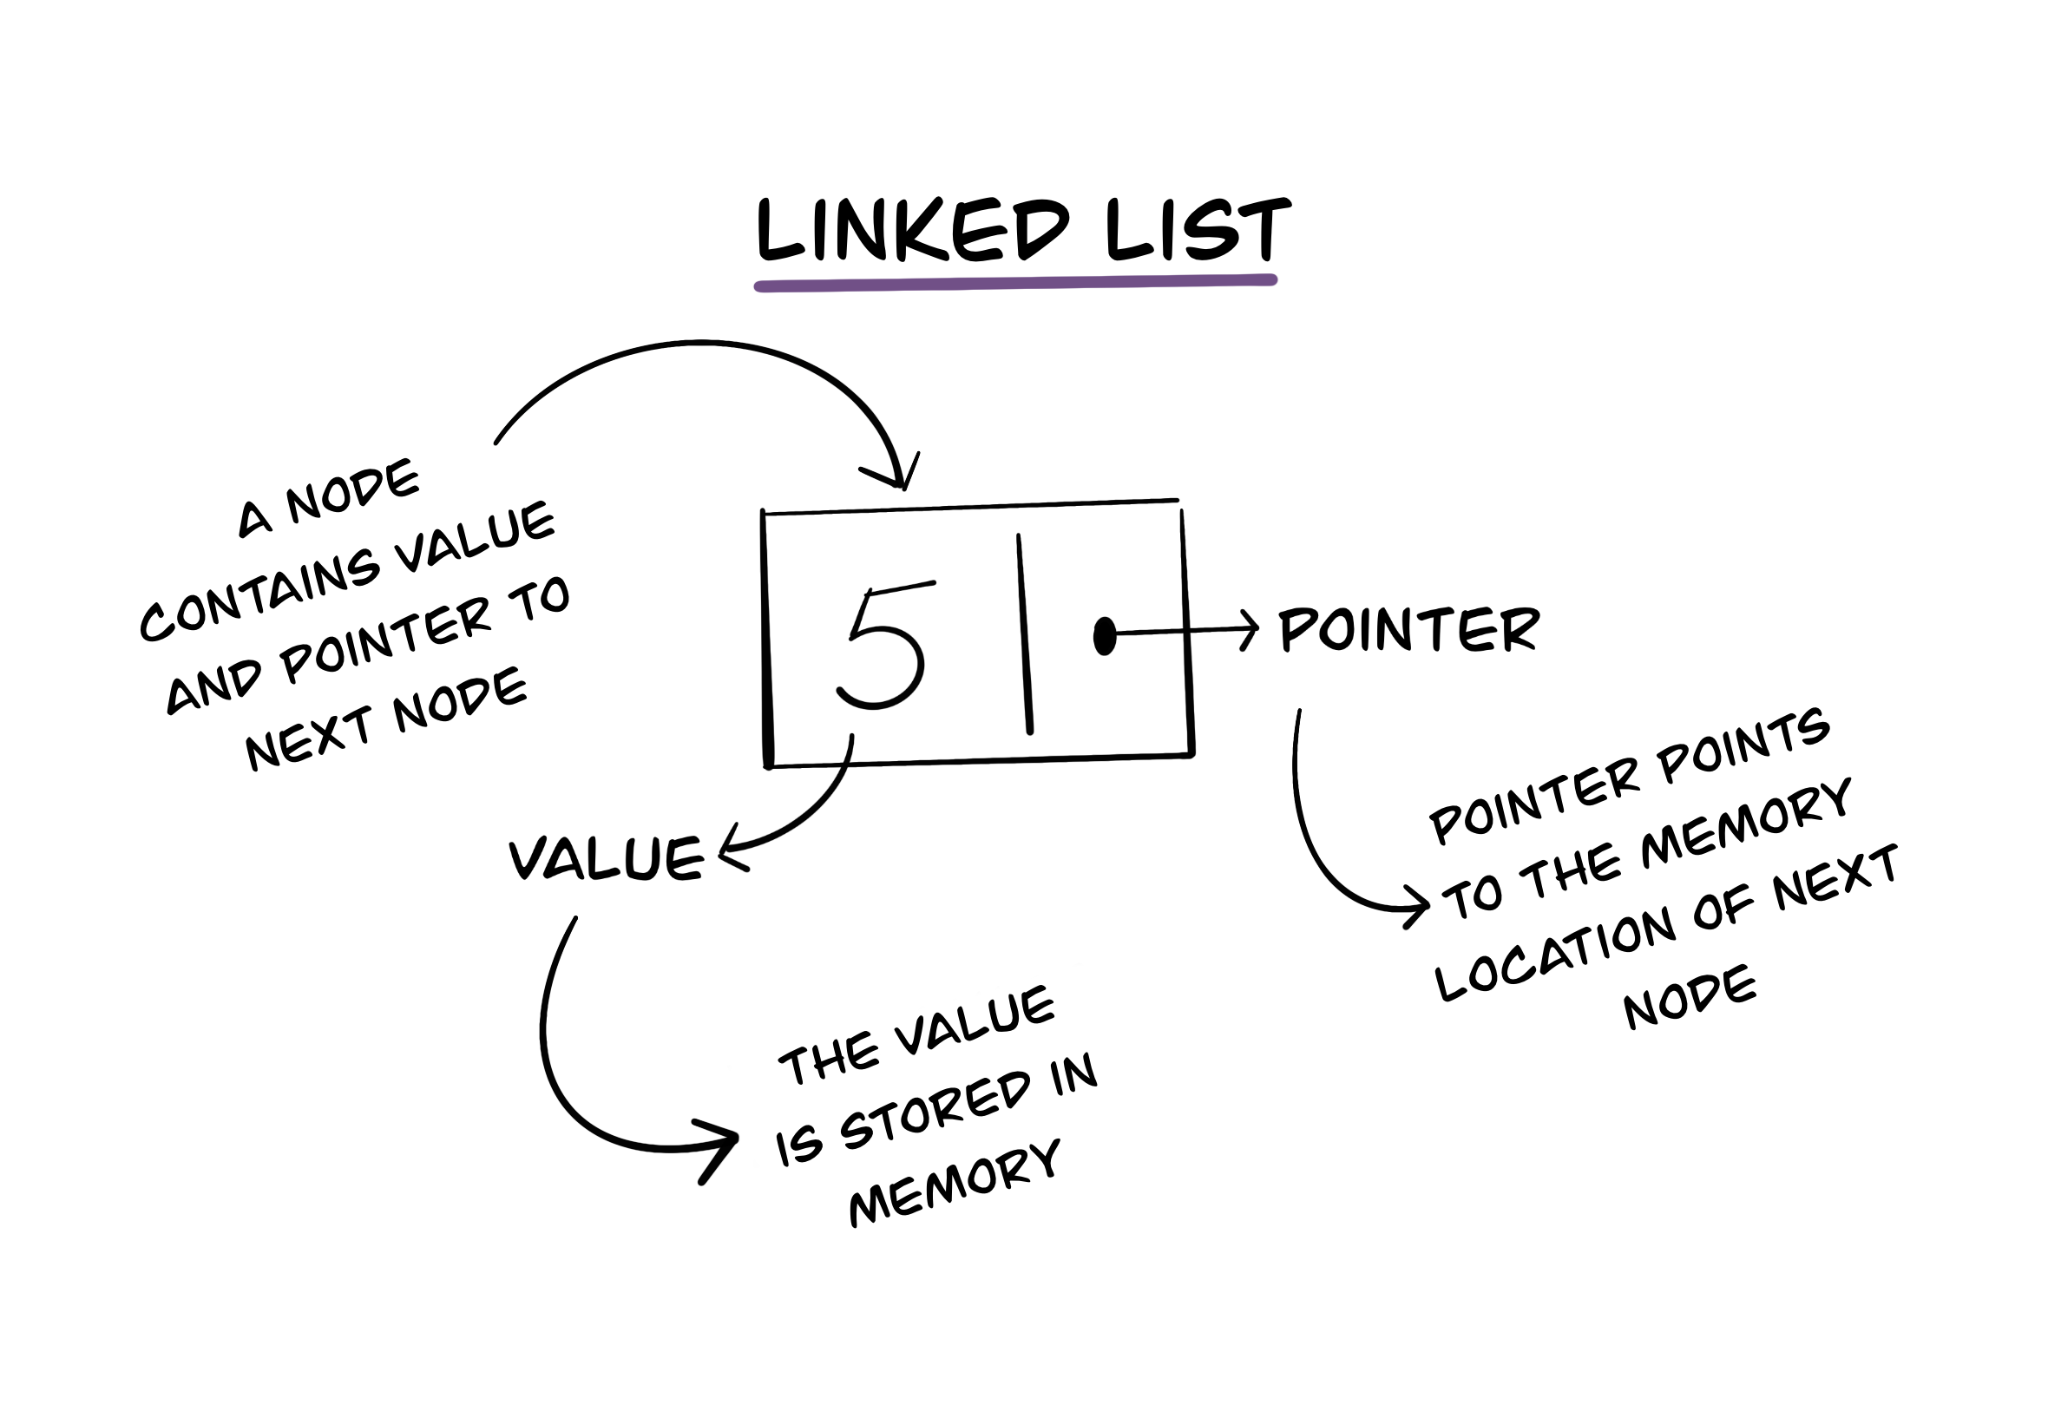 LINKED LIST
A NODE
CONTAINS VALUE
AND POINTER TO
NEXT NODE
5
POINTER
VALUE
POINTER POINTS
TO THE MEMORY
LOCATION OF NEXT
NODE
THE VALUE
IS STORED IN
MEMORY